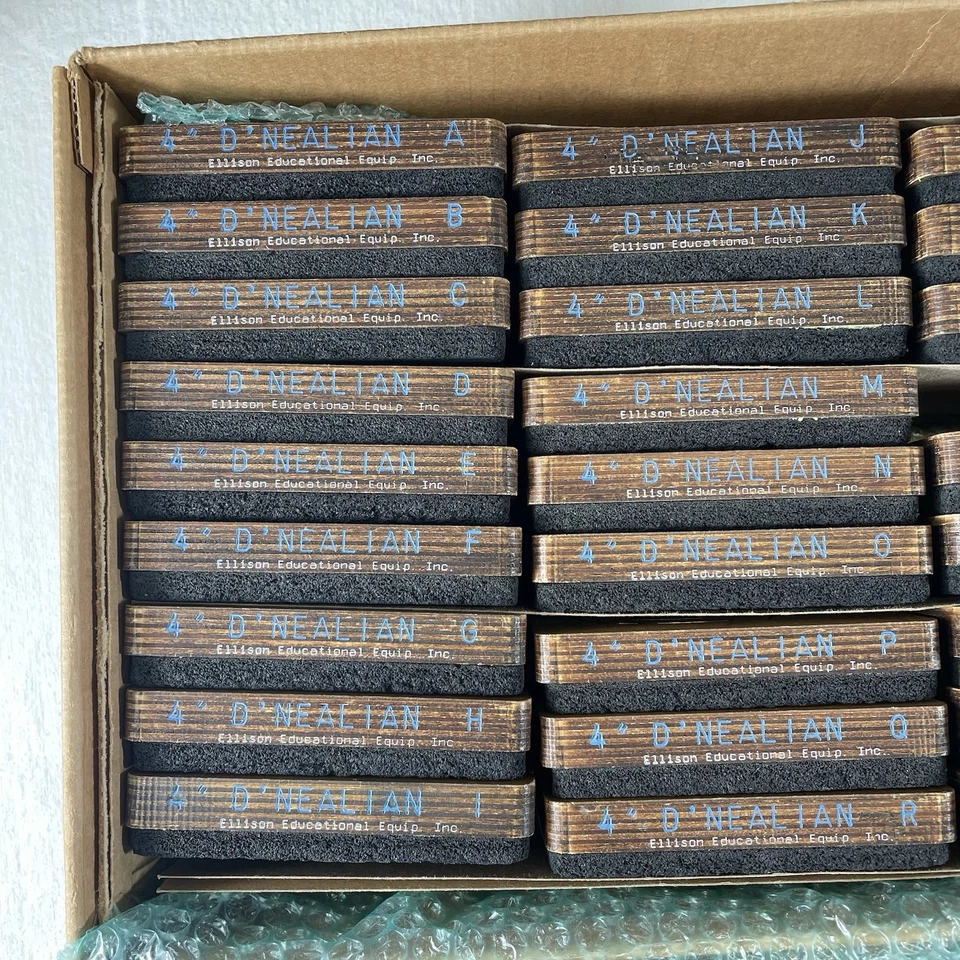 4" D'NEALIAN A
Ellison Educational Equip. Inc.
4" D'NEALIAN B
Ellison Educational Equip. Inc.
4" D'NEALIAN C
Ellison Educational Equip. Inc.
4" D'NEALIAN D
Ellison Educational Equip. Inc.
4" D'NEALIAN E
Ellison Educational Equip. Inc.
4" D'NEALIAN F
Ellison Educational Equip. Inc.
4" D'NEALIAN G
Ellison Educational Equip. Inc.
4" D'NEALIAN H
Ellison Educational Equip. Inc.
4" D'NEALIAN I
Ellison Educational Equip. Inc.
4" D'NEALIAN J
Ellison Educational Equip. Inc.
4" D'NEALIAN K
Ellison Educational Equip. Inc.
4" D'NEALIAN L
Ellison Educational Equip. Inc.
4" D'NEALIAN M
Ellison Educational Equip. Inc.
4" D'NEALIAN N
Ellison Educational Equip. Inc.
4" D'NEALIAN O
Ellison Educational Equip. Inc.
4" D'NEALIAN P
Ellison Educational Equip. Inc.
4" D'NEALIAN Q
Ellison Educational Equip. Inc.
4" D'NEALIAN R
Ellison Educational Equip. Inc.